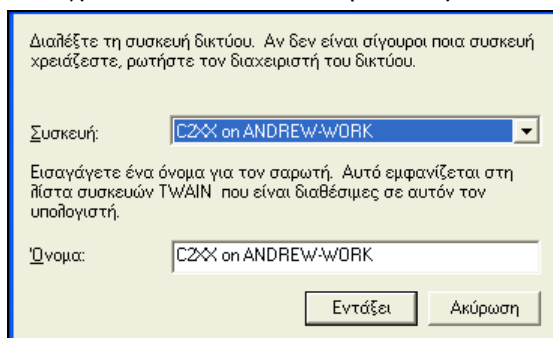 Διαλέξτε τη συσκευή δικτύου. Αν δεν είναι σίγουροι ποια συσκευή
χρειάζεστε, ρωτήστε τον διαχειριστή του δικτύου.
Συσκευή: C2XX on ANDREW-WORK
Εισαγάγετε ένα όνομα για τον σαρωτή. Αυτό εμφανίζεται στη
λίστα συσκευών TWAIN που είναι διαθέσιμες σε αυτόν τον
υπολογιστή.
Όνομα: C2XX on ANDREW-WORK
Εντάξει Ακύρωση